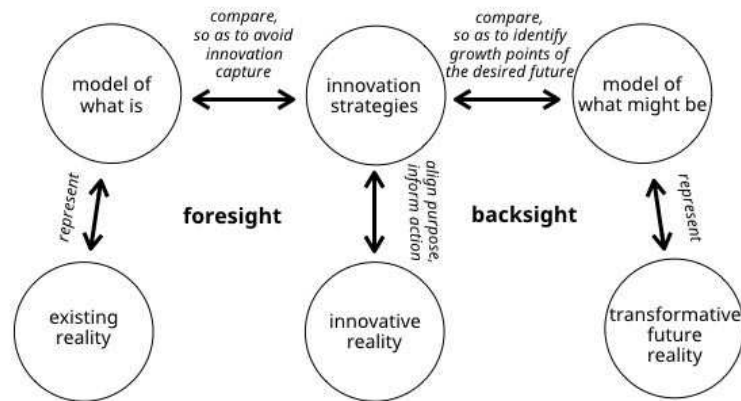 compare,
so as to avoid
innovation
capture
compare,
so as to identify
growth points of
the desired future
model of
what is
innovation
strategies
model of
what might be
represent
foresight
align purpose,
inform action
backsight
represent
existing
reality
innovative
reality
transformative
future
reality